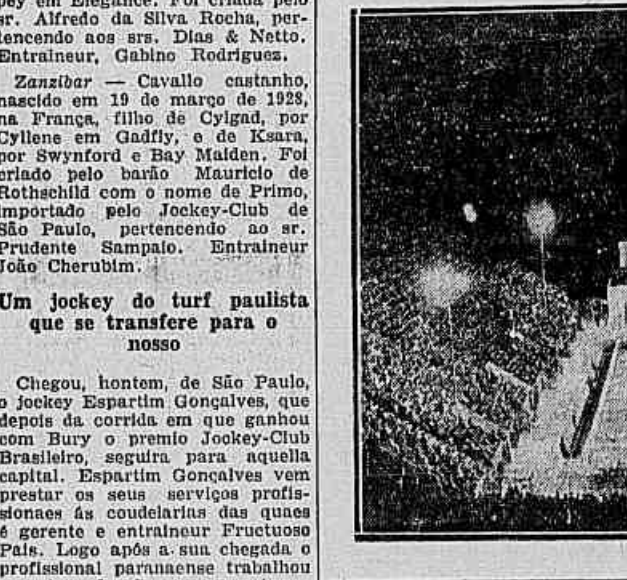 pey em Elegance. Foi criada pelo
sr. Alfredo da Silva Rocha, per-
tencendo aos srs. Dias & Netto.
Entraineur, Gabino Rodriguez.
Zanzibar — Cavallo castanho,
nascido em 19 de março de 1928,
na França, filho de Cylgad, por
Cyllene em Gadfly, e de Ksara,
por Swynford e Bay Maiden. Foi
criado pelo barão Mauricio de
Rothschild com o nome de Primo,
importado pelo Jockey-Club de
São Paulo, pertencendo ao sr.
Prudente Sampaio. Entraineur
João Cherubim.
Um jockey do turf paulista
que se transfere para o
nosso
Chegou, hontem, de São Paulo,
o jockey Espartim Gonçalves, que
depois da corrida em que ganhou
com Bury o premio Jockey-Club
Brasileiro, seguira para aquella
capital. Espartim Gonçalves vem
prestar os seus serviços profis-
sionaes ás coudelarias das quaes
é gerente e entraineur Fructuoso
Pais. Logo após a sua chegada o
profissional paranaense trabalhou